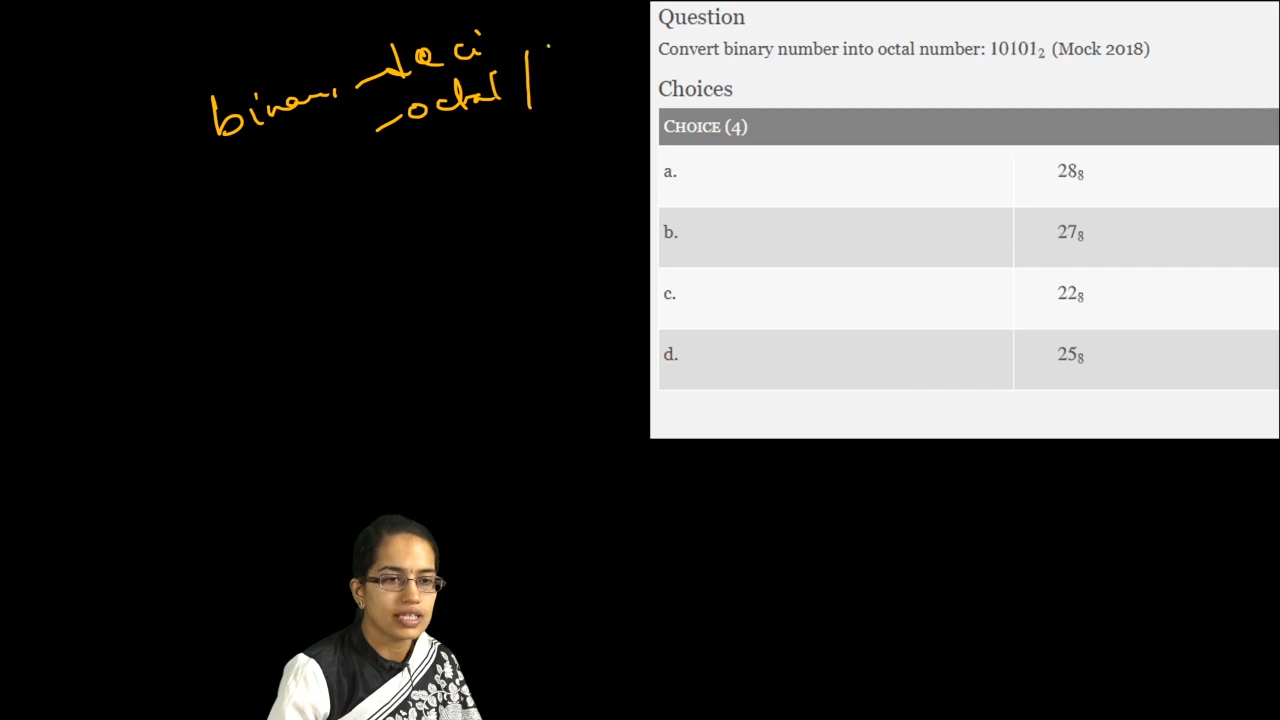 binary deci
octal
Question
Convert binary number into octal number: 10101₂ (Mock 2018)
Choices
CHOICE (4)
a. 28₈
b. 27₈
c. 22₈
d. 25₈